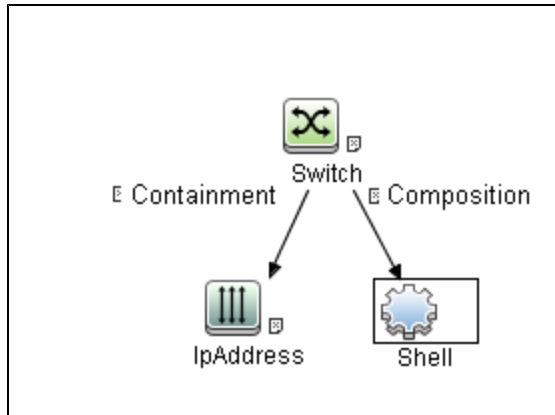 Switch
Containment
Composition
IpAddress
Shell